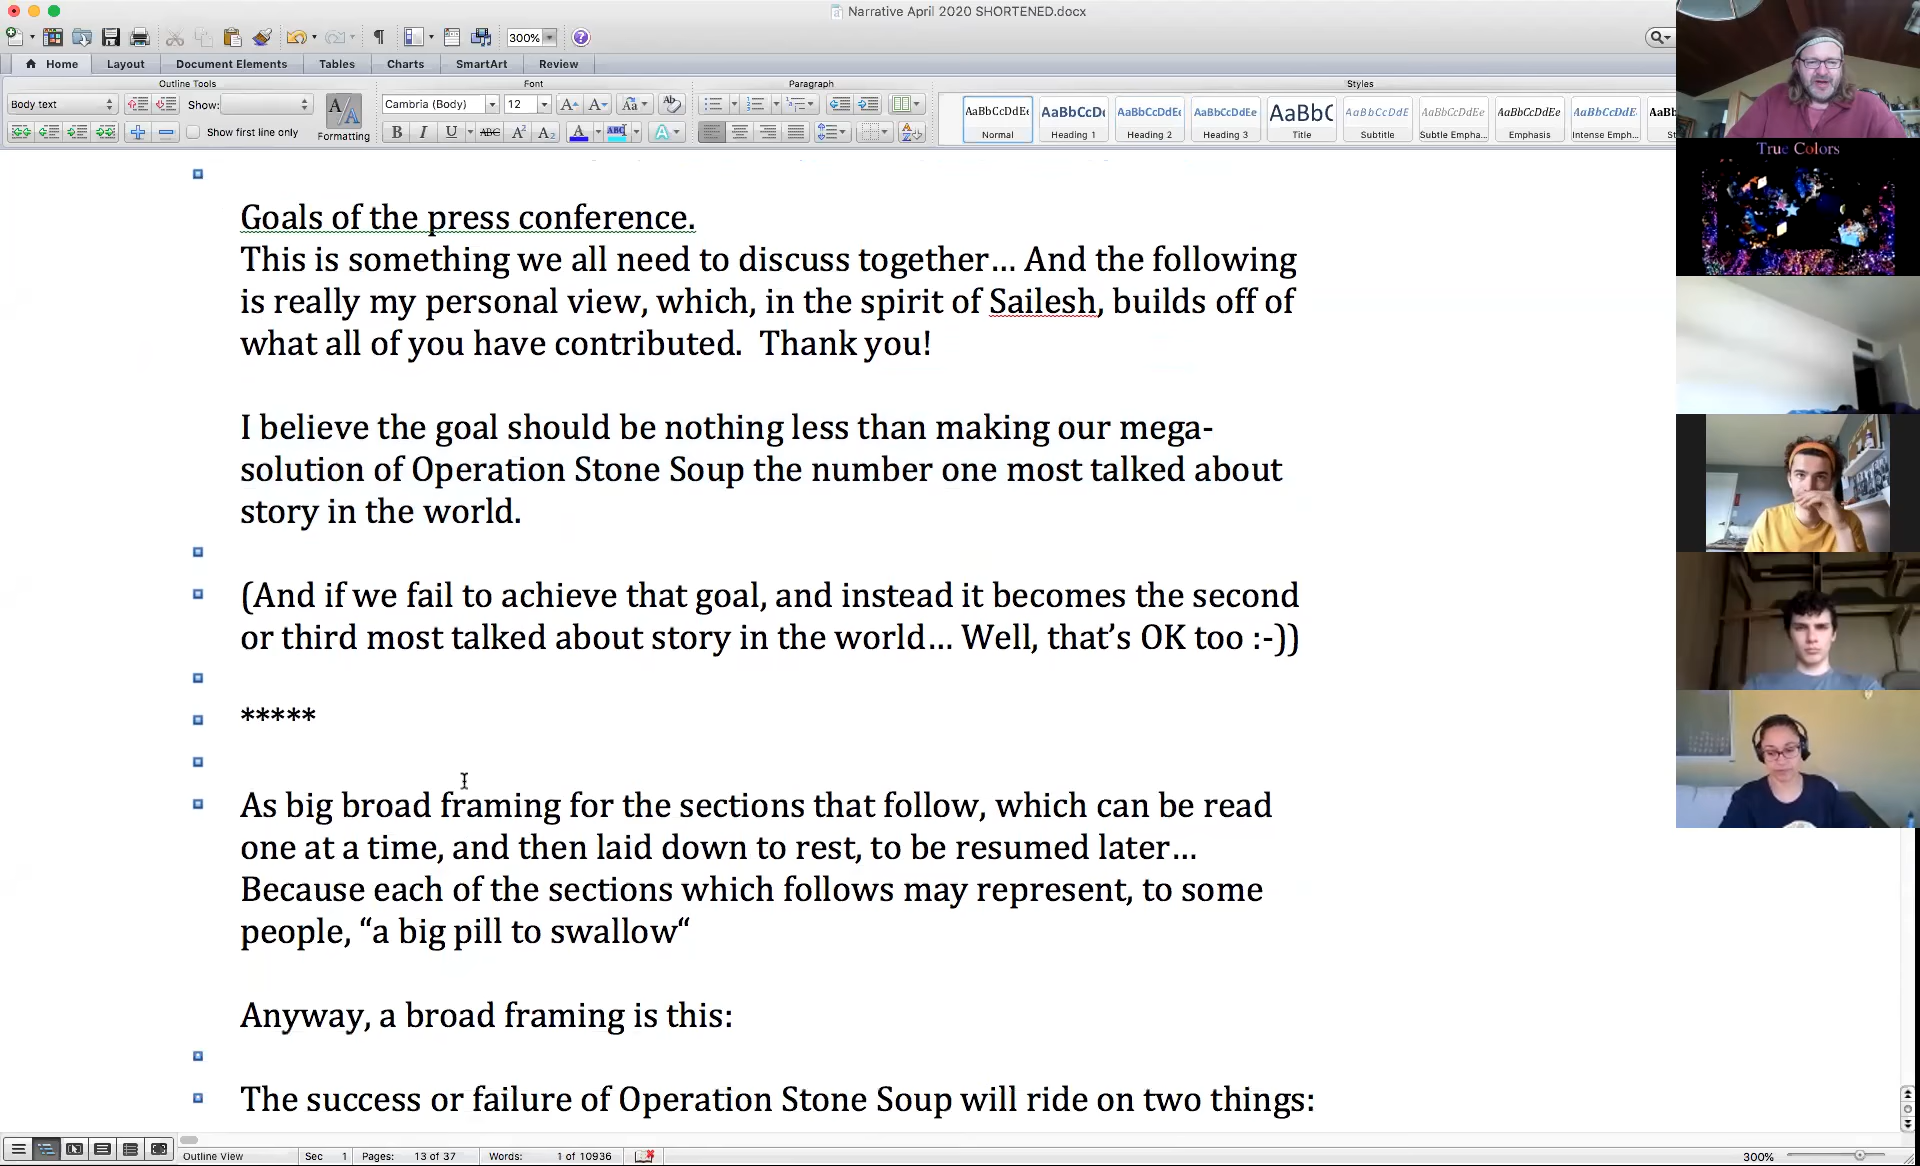 Narrative April 2020 SHORTENED.docx
300%
Home Layout Document Elements Tables Charts SmartArt Review
Outline Tools Font Paragraph Styles
Body text Show: Cambria (Body) 12
Show first line only Formatting
AaBbCcDdEe Normal
AaBbCcDc Heading 1
AaBbCcDdEe Heading 2
AaBbCcDdEe Heading 3
AaBbC Title
AaBbCcDdE Subtitle
AaBbCcDdEe Subtle Empha...
AaBbCcDdEe Emphasis
AaBbCcDdE Intense Emph...
True Colors
Goals of the press conference.
This is something we all need to discuss together… And the following
is really my personal view, which, in the spirit of Sailesh, builds off of
what all of you have contributed.  Thank you!
I believe the goal should be nothing less than making our mega-
solution of Operation Stone Soup the number one most talked about
story in the world.
(And if we fail to achieve that goal, and instead it becomes the second
or third most talked about story in the world… Well, that’s OK too :-))
*****
As big broad framing for the sections that follow, which can be read
one at a time, and then laid down to rest, to be resumed later…
Because each of the sections which follows may represent, to some
people, “a big pill to swallow“
Anyway, a broad framing is this:
The success or failure of Operation Stone Soup will ride on two things:
Outline View Sec 1 Pages: 13 of 37 Words: 1 of 10936 300%